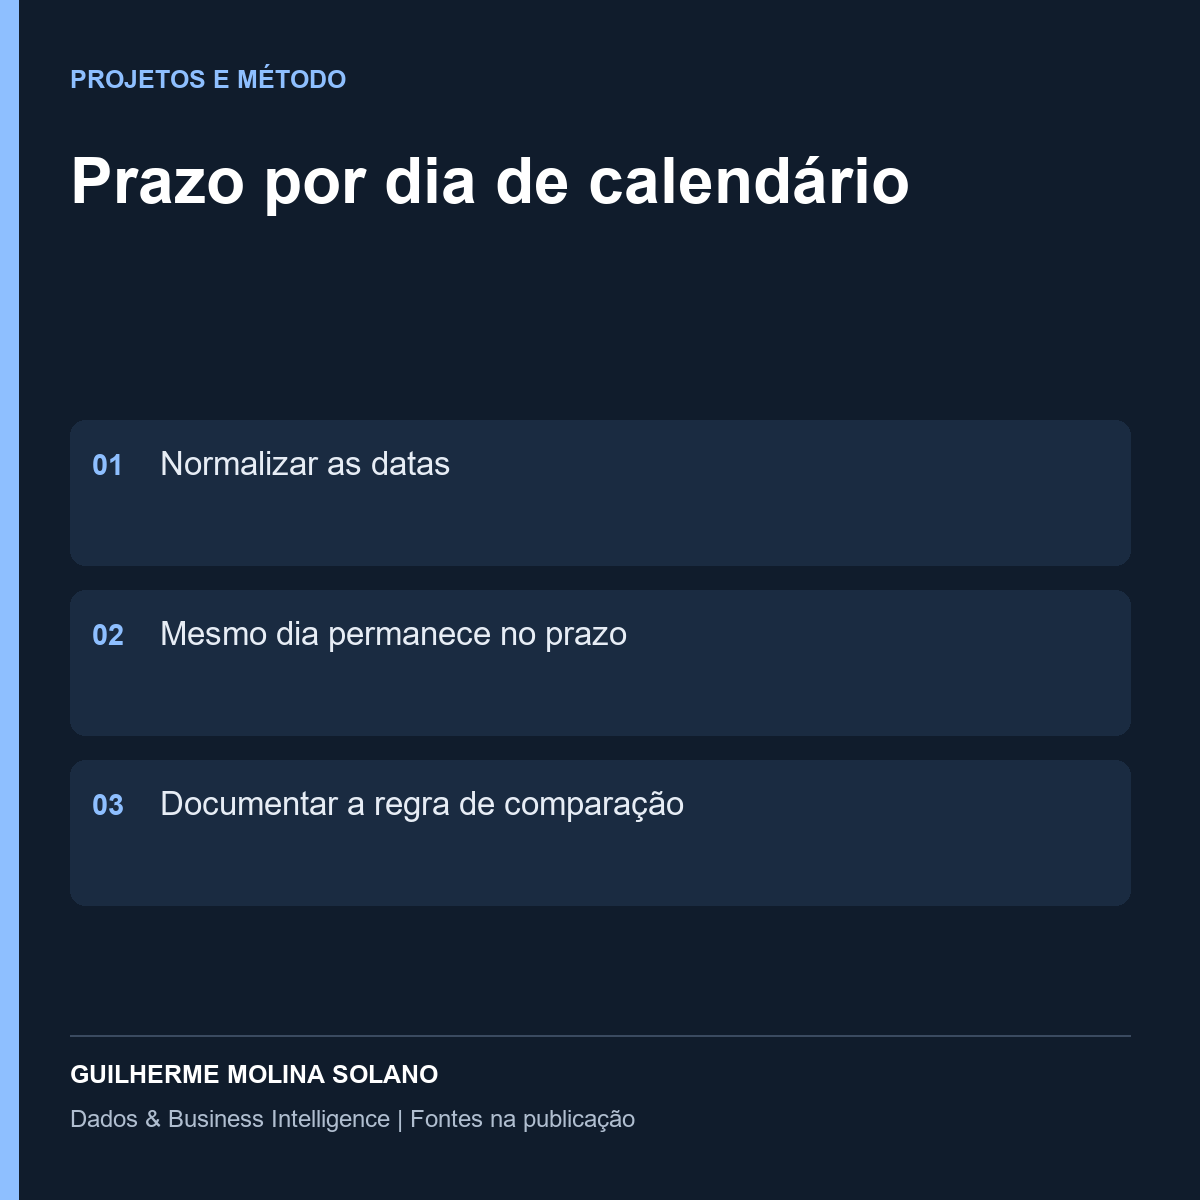 PROJETOS E MÉTODO
Prazo por dia de calendário
01 Normalizar as datas
02 Mesmo dia permanece no prazo
03 Documentar a regra de comparação
GUILHERME MOLINA SOLANO
Dados & Business Intelligence | Fontes na publicação